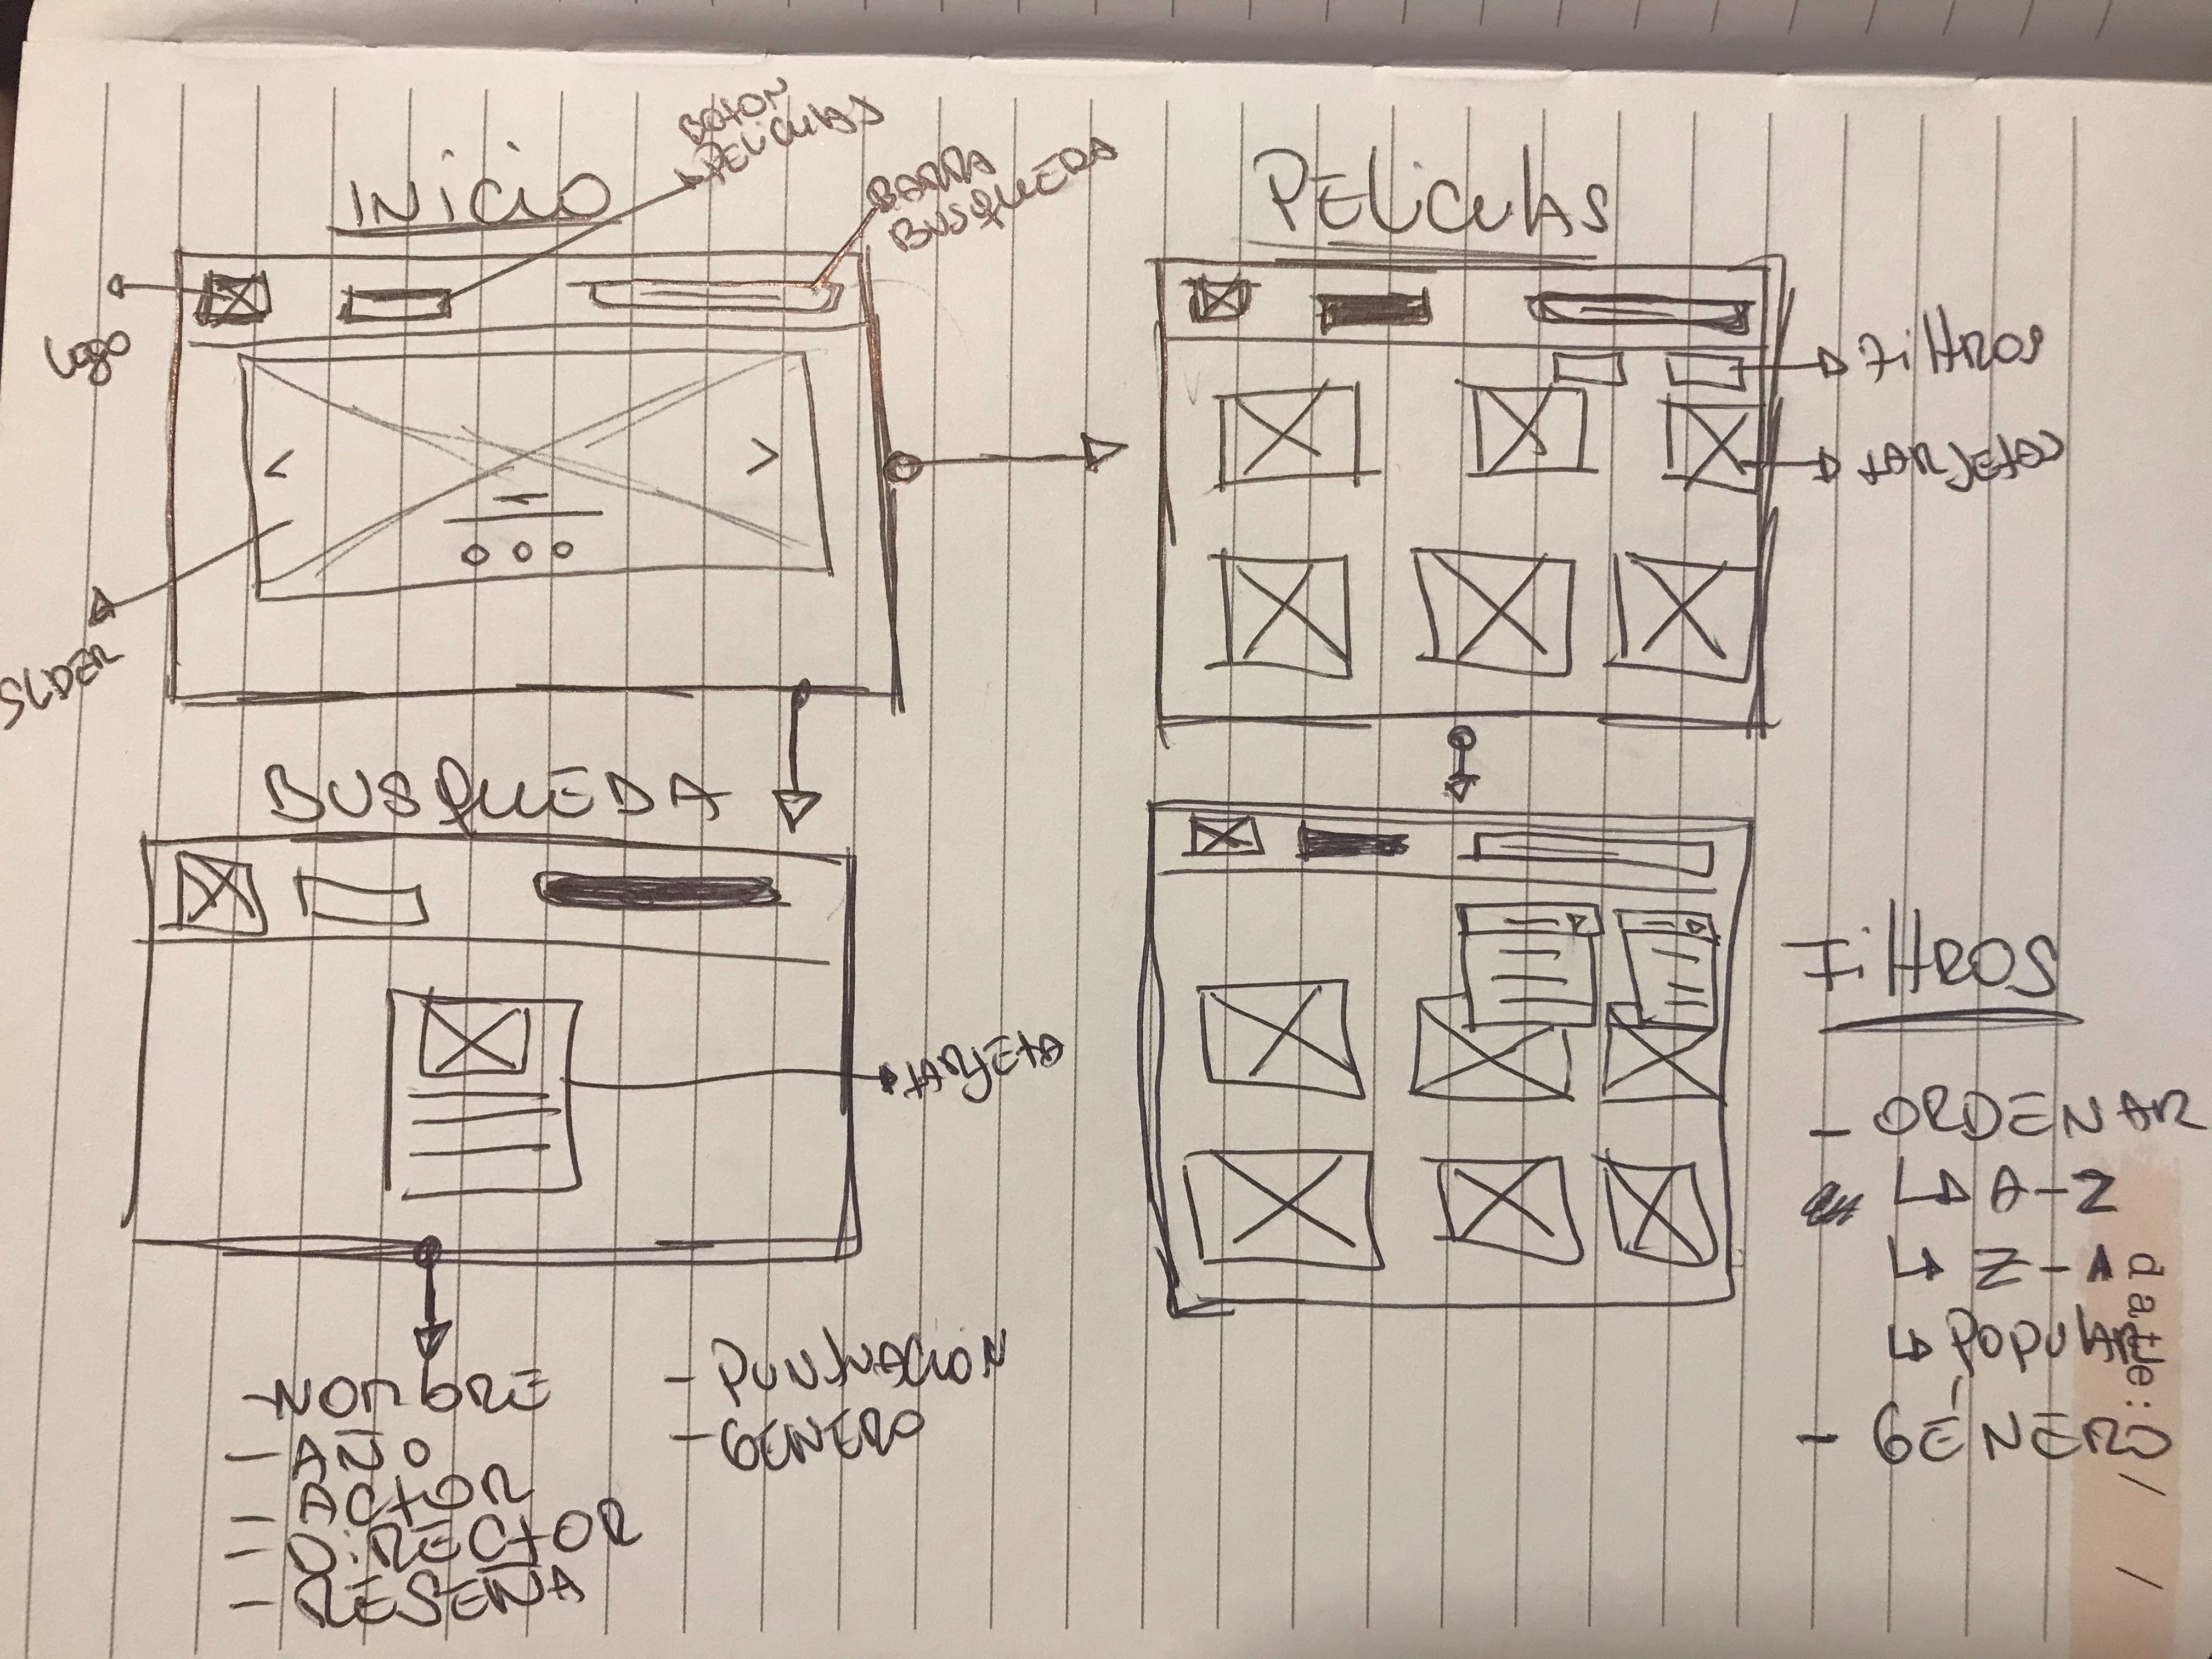 INICIO
BOTON
PELICULAS
BARRA
BUSQUEDA
Logo
SLIDER
PELICULAS
FILTROS
TARJETAS
BUSQUEDA
TARJETA
- NOMBRE
- AÑO
- ACTOR
- DIRECTOR
- RESEÑA
- PUNTUACION
- GENERO
FILTROS
- ORDENAR
A-Z
Z-A
POPULAR
- GÉNERO
date: / /